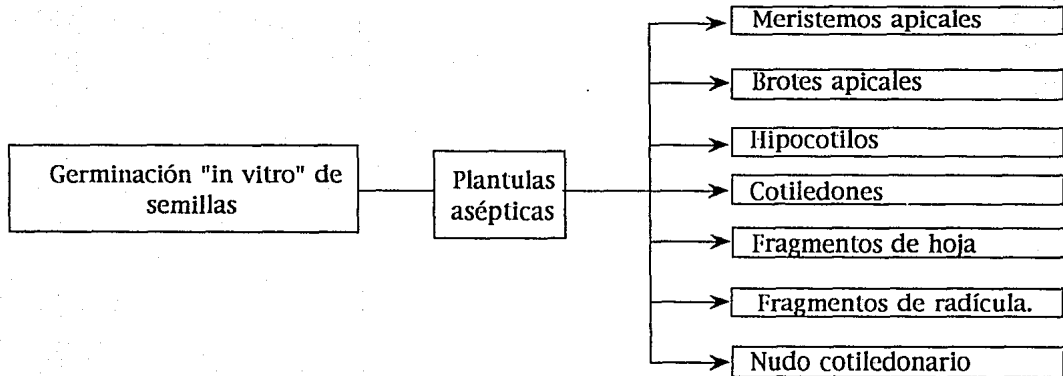 Germinación "in vitro" de
semillas
Plantulas
asépticas
Meristemos apicales
Brotes apicales
Hipocotilos
Cotiledones
Fragmentos de hoja
Fragmentos de radícula.
Nudo cotiledonario